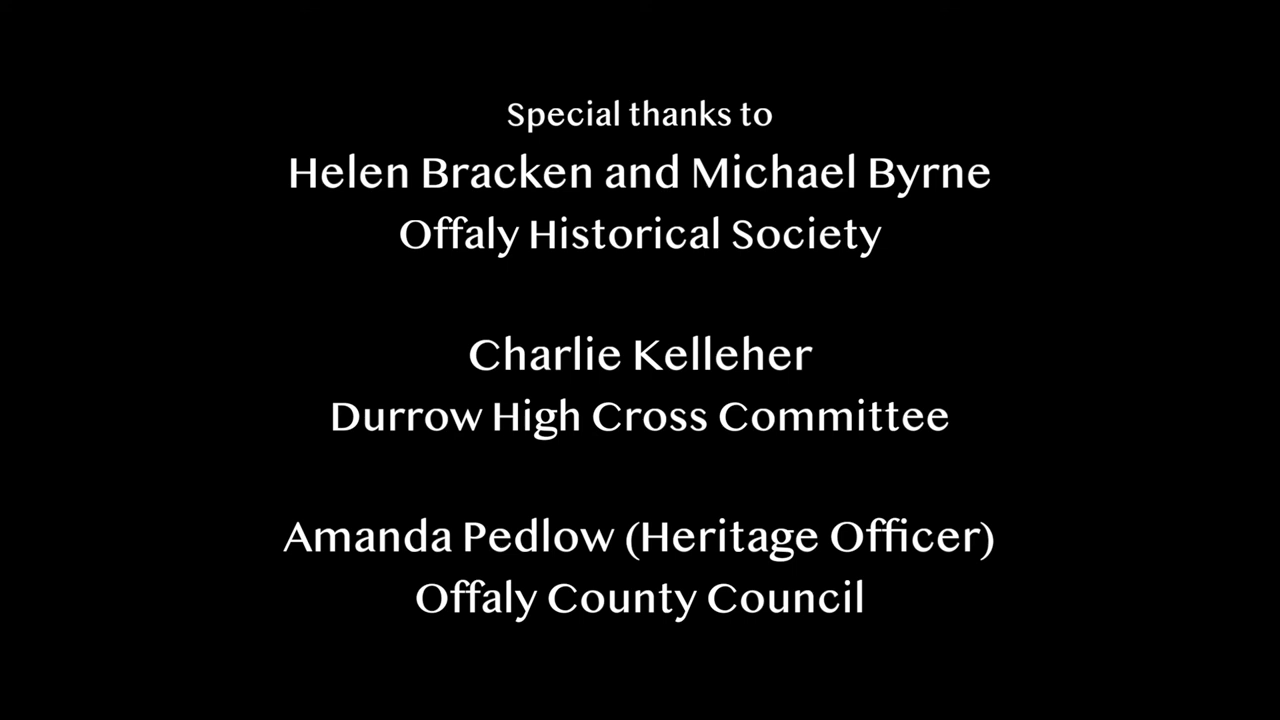 Special thanks to
Helen Bracken and Michael Byrne
Offaly Historical Society
Charlie Kelleher
Durrow High Cross Committee
Amanda Pedlow (Heritage Officer)
Offaly County Council